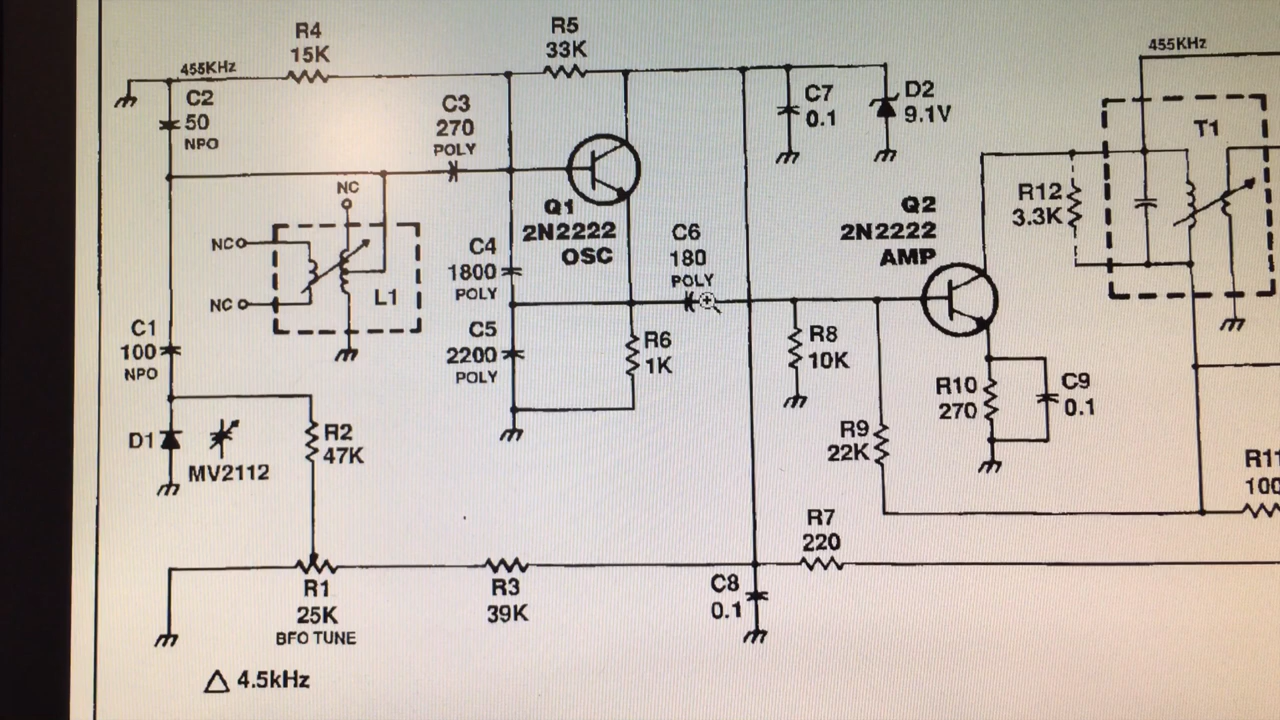 R4
15K
455KHz
R5
33K
C2
50
NPO
C3
270
POLY
C7
0.1
D2
9.1V
455KHz
T1
NC
NC
NC
L1
Q1
2N2222
OSC
C4
1800
POLY
C6
180
POLY
Q2
2N2222
AMP
R12
3.3K
C1
100
NPO
C5
2200
POLY
R6
1K
R8
10K
R10
270
C9
0.1
D1
MV2112
R2
47K
R9
22K
R11
100
R7
220
R1
25K
BFO TUNE
R3
39K
C8
0.1
△ 4.5kHz